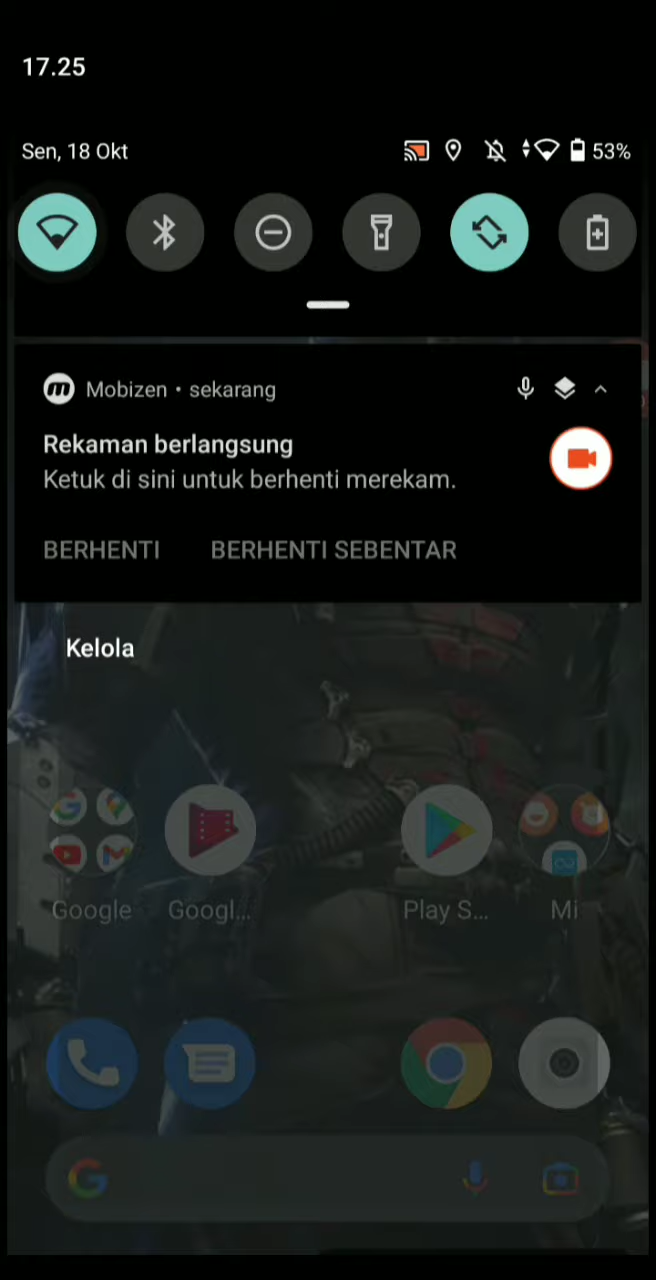 17.25
Sen, 18 Okt
53%
Mobizen • sekarang
Rekaman berlangsung
Ketuk di sini untuk berhenti merekam.
BERHENTI BERHENTI SEBENTAR
Kelola
Google Googl... Play S... Mi